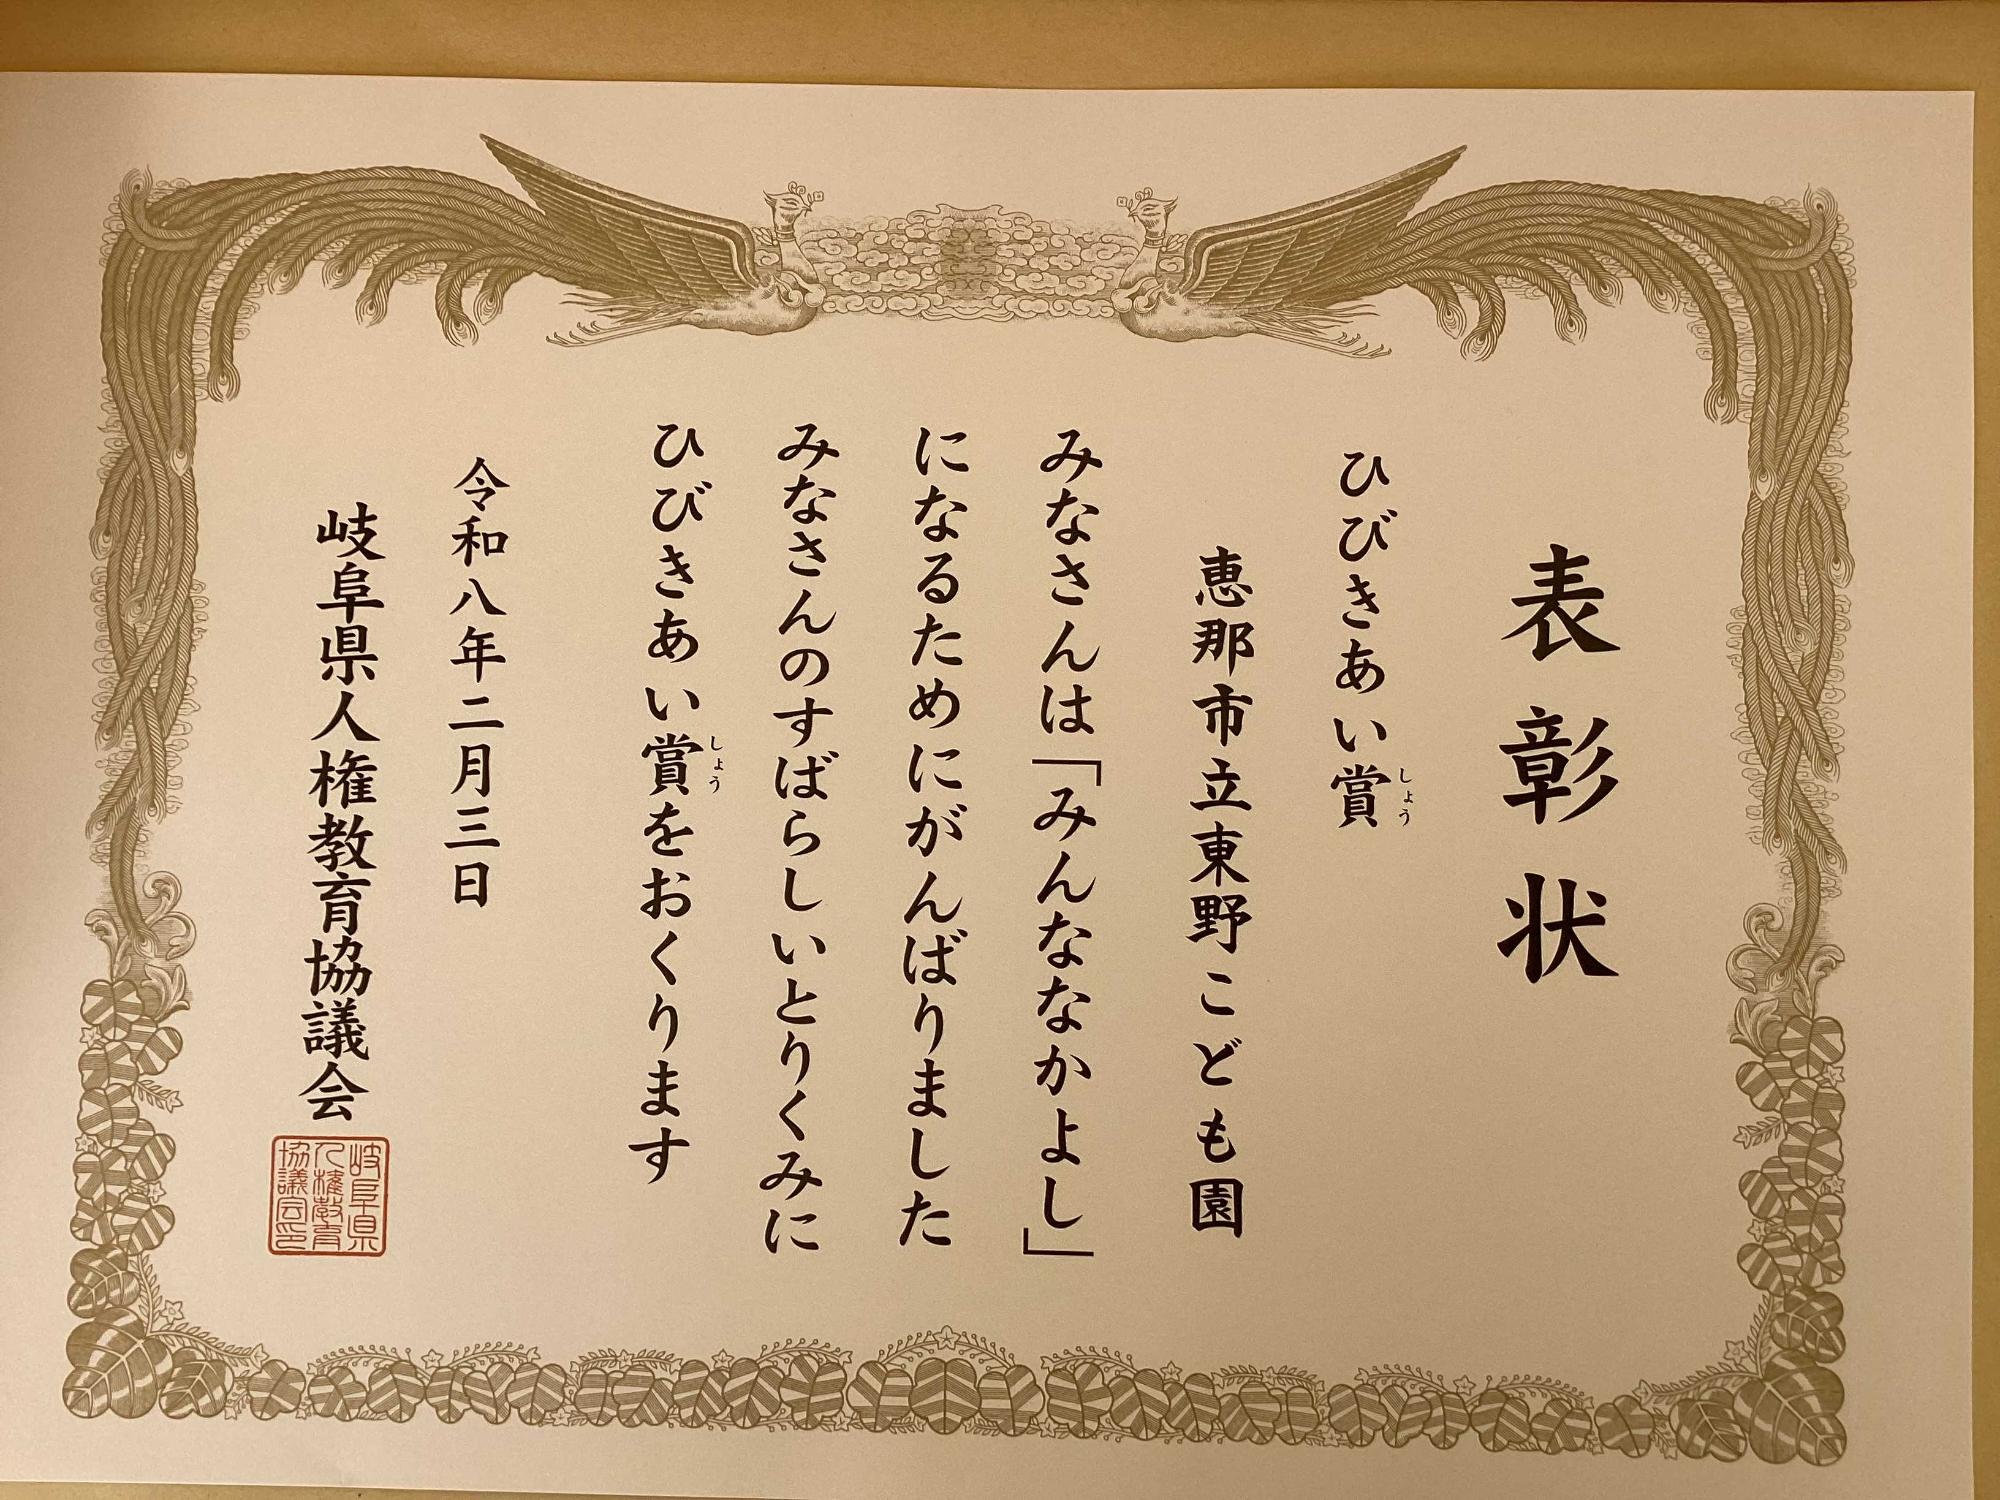 表彰状
ひびきあい賞
しょう
恵那市立東野こども園
みなさんは「みんななかよし」
になるためにがんばりました
みなさんのすばらしいとりくみに
ひびきあい賞をおくります
しょう
令和八年二月三日
岐阜県人権教育協議会
岐阜県
人権教育
協議会印